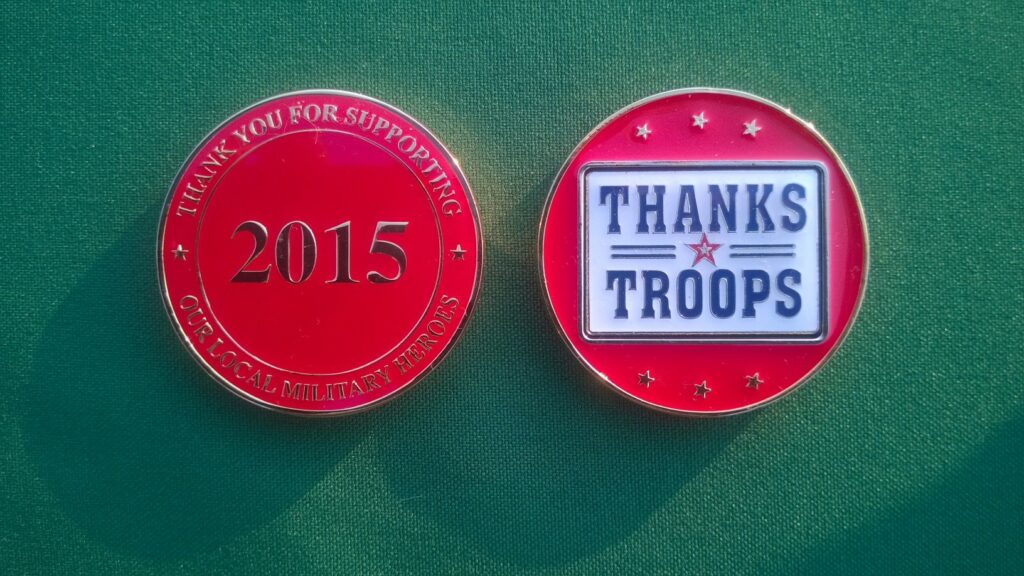 THANK YOU FOR SUPPORTING
2015
OUR LOCAL MILITARY HEROES
THANKS
TROOPS